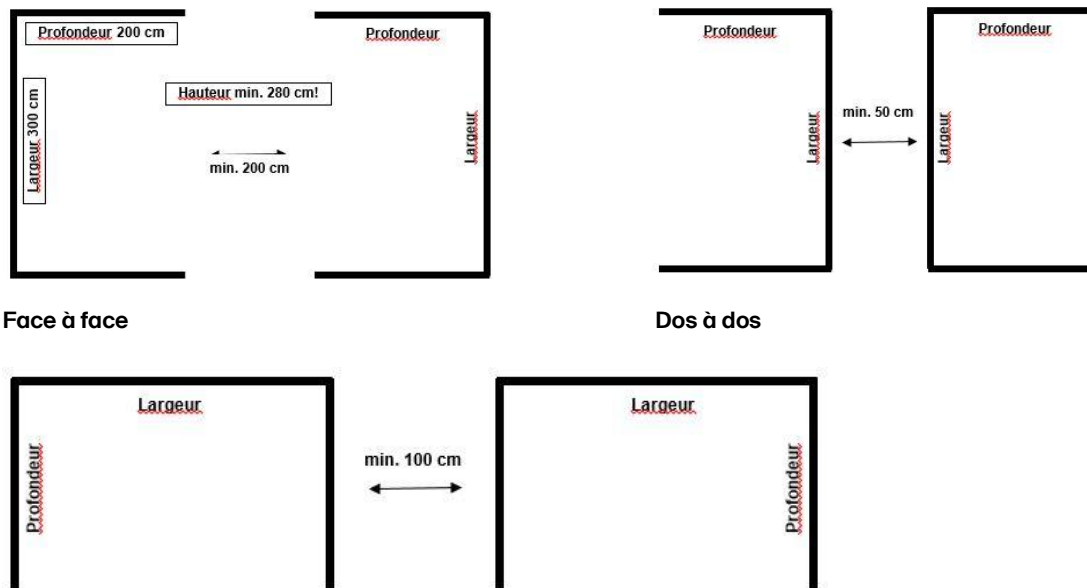 Profondeur 200 cm
Profondeur
Hauteur min. 280 cm!
Largeur 300 cm
min. 200 cm
Largeur
Profondeur
Profondeur
min. 50 cm
Largeur
Largeur
Face à face
Dos à dos
Largeur
Largeur
Profondeur
min. 100 cm
Profondeur